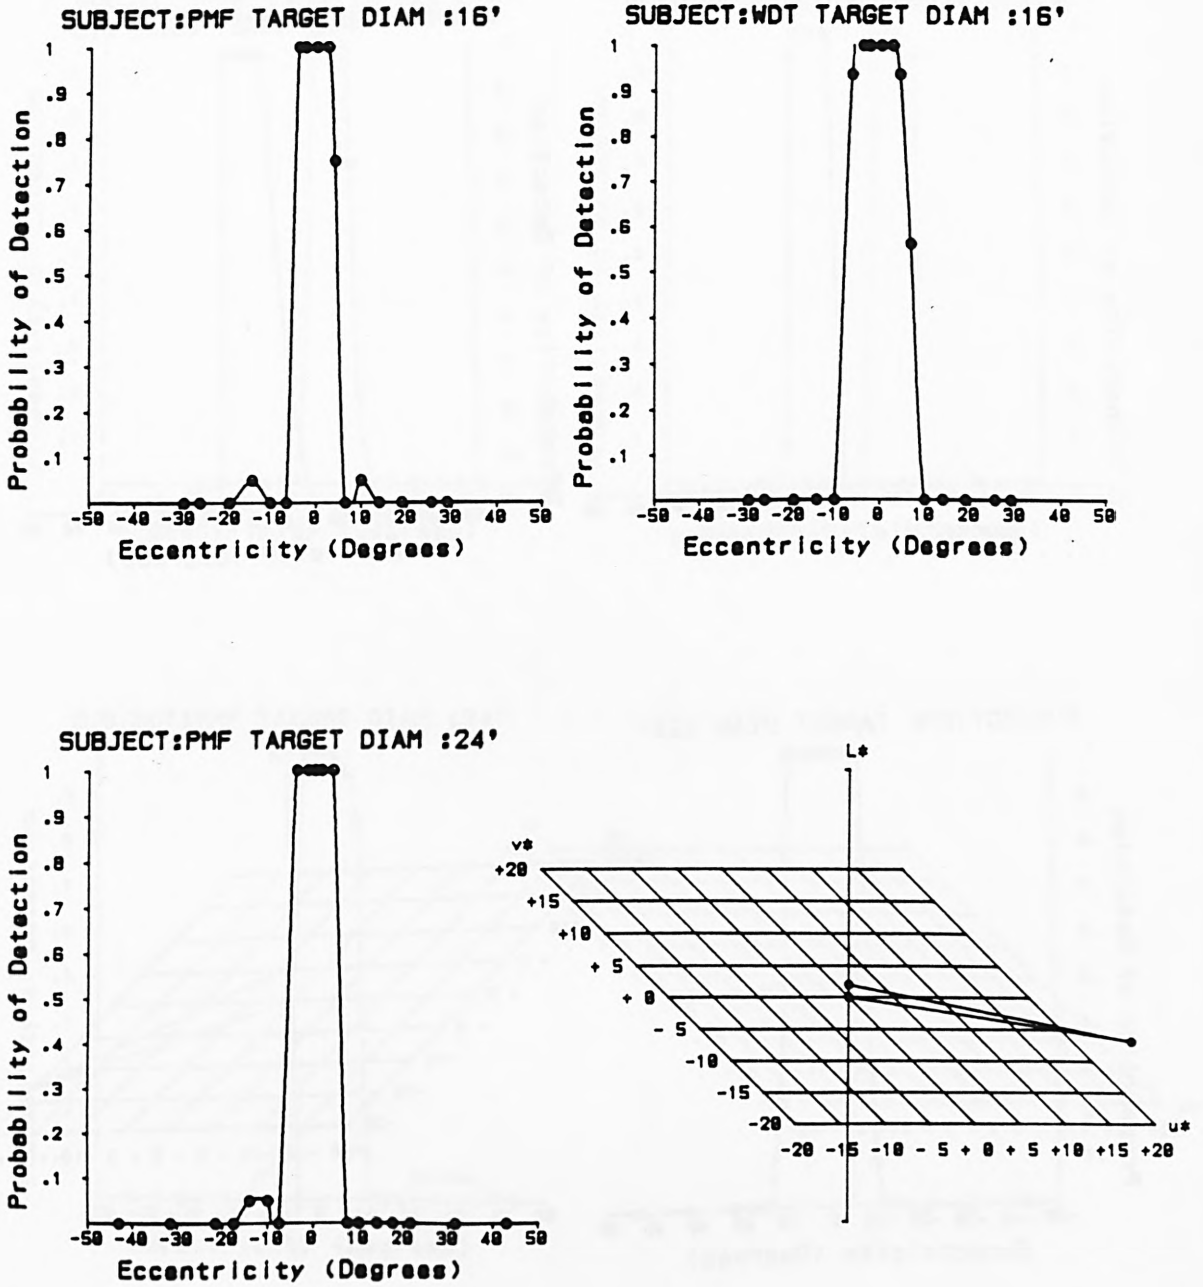 SUBJECT:PMF TARGET DIAM :16'
1
.9
.8
.7
.6
.5
.4
.3
.2
.1
Probability of Detection
-50 -40 -30 -20 -10 0 10 20 30 40 50
Eccentricity (Degrees)
SUBJECT:WDT TARGET DIAM :16'
1
.9
.8
.7
.6
.5
.4
.3
.2
.1
Probability of Detection
-50 -40 -30 -20 -10 0 10 20 30 40 50
Eccentricity (Degrees)
SUBJECT:PMF TARGET DIAM :24'
1
.9
.8
.7
.6
.5
.4
.3
.2
.1
Probability of Detection
-50 -40 -30 -20 -10 0 10 20 30 40 50
Eccentricity (Degrees)
L*
v*
+20
+15
+10
+ 5
+ 0
- 5
-10
-15
-20
u*
-20 -15 -10 - 5 + 0 + 5 +10 +15 +20